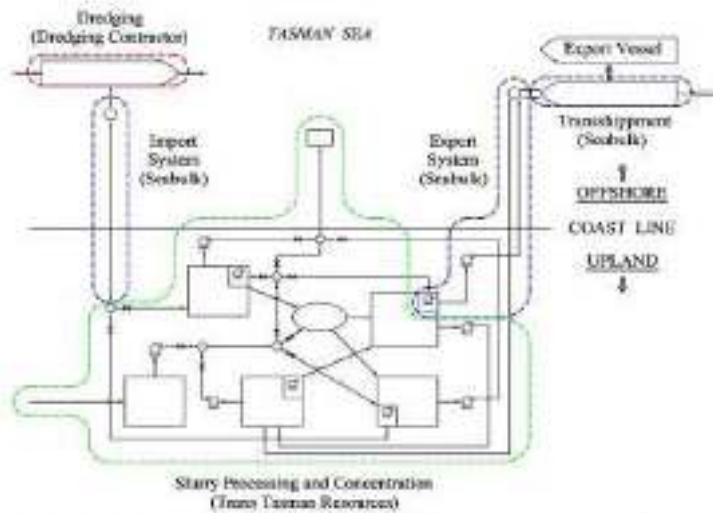 Dredging
(Dredging Contractor)
TASMAN SEA
Export Vessel
Import
System
(Seabulk)
Export
System
(Seabulk)
Transshippment
(Seabulk)
OFFSHORE
COAST LINE
UPLAND
Slurry Processing and Concentration
(Trans Tasman Resources)